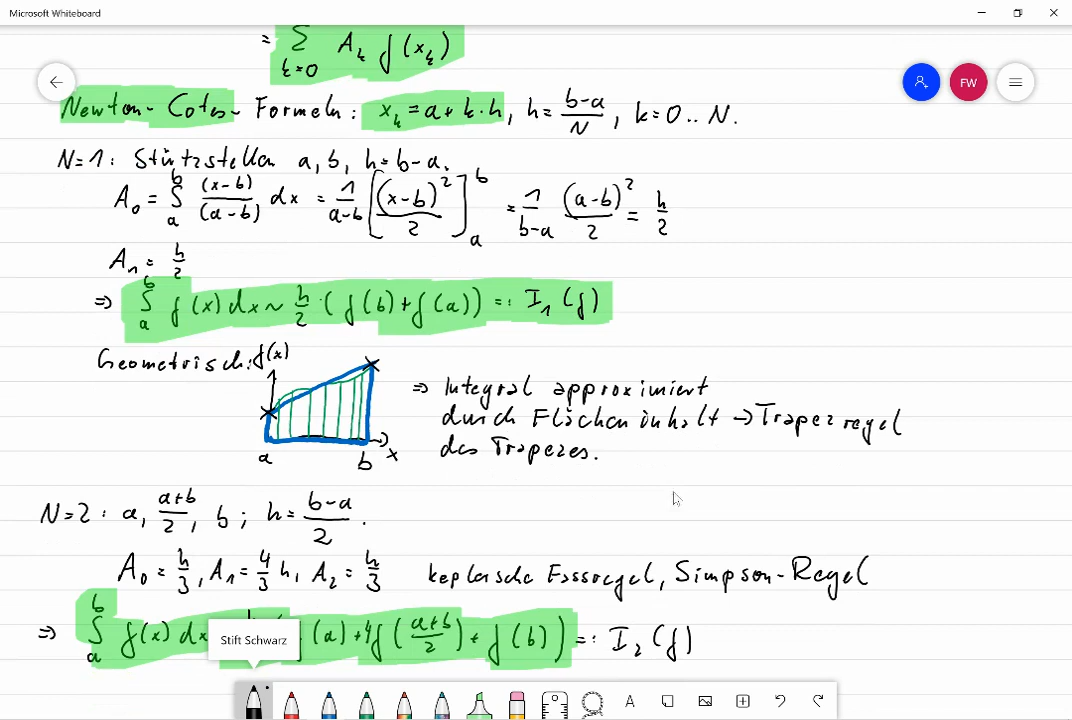 Microsoft Whiteboard
= ∑_{k=0} A_k f(x_k)
FW
Newton-Cotes-Formeln: x_k = a + k·h, h = (b-a)/N, k=0..N.
N=1: Stützstellen a, b, h=b-a.
A_0 = ∫_a^b (x-b)/(a-b) dx = 1/(a-b) [(x-b)^2/2]_a^b = 1/(b-a) (a-b)^2/2 = h/2
A_1 = h/2
⇒ ∫_a^b f(x)dx ~ h/2 · (f(b)+f(a)) =: I_1(f)
Geometrisch: f(x)
⇒ Integral approximiert
durch Flächeninhalt → Trapezregel
des Trapezes.
a b x
N=2: a, (a+b)/2, b; h = (b-a)/2.
A_0 = h/3, A_1 = 4/3 h, A_2 = h/3 keplersche Fassregel, Simpson-Regel
⇒ ∫_a^b f(x) dx (a)+4f((a+b)/2) + f(b)) =: I_2(f)
Stift Schwarz
A